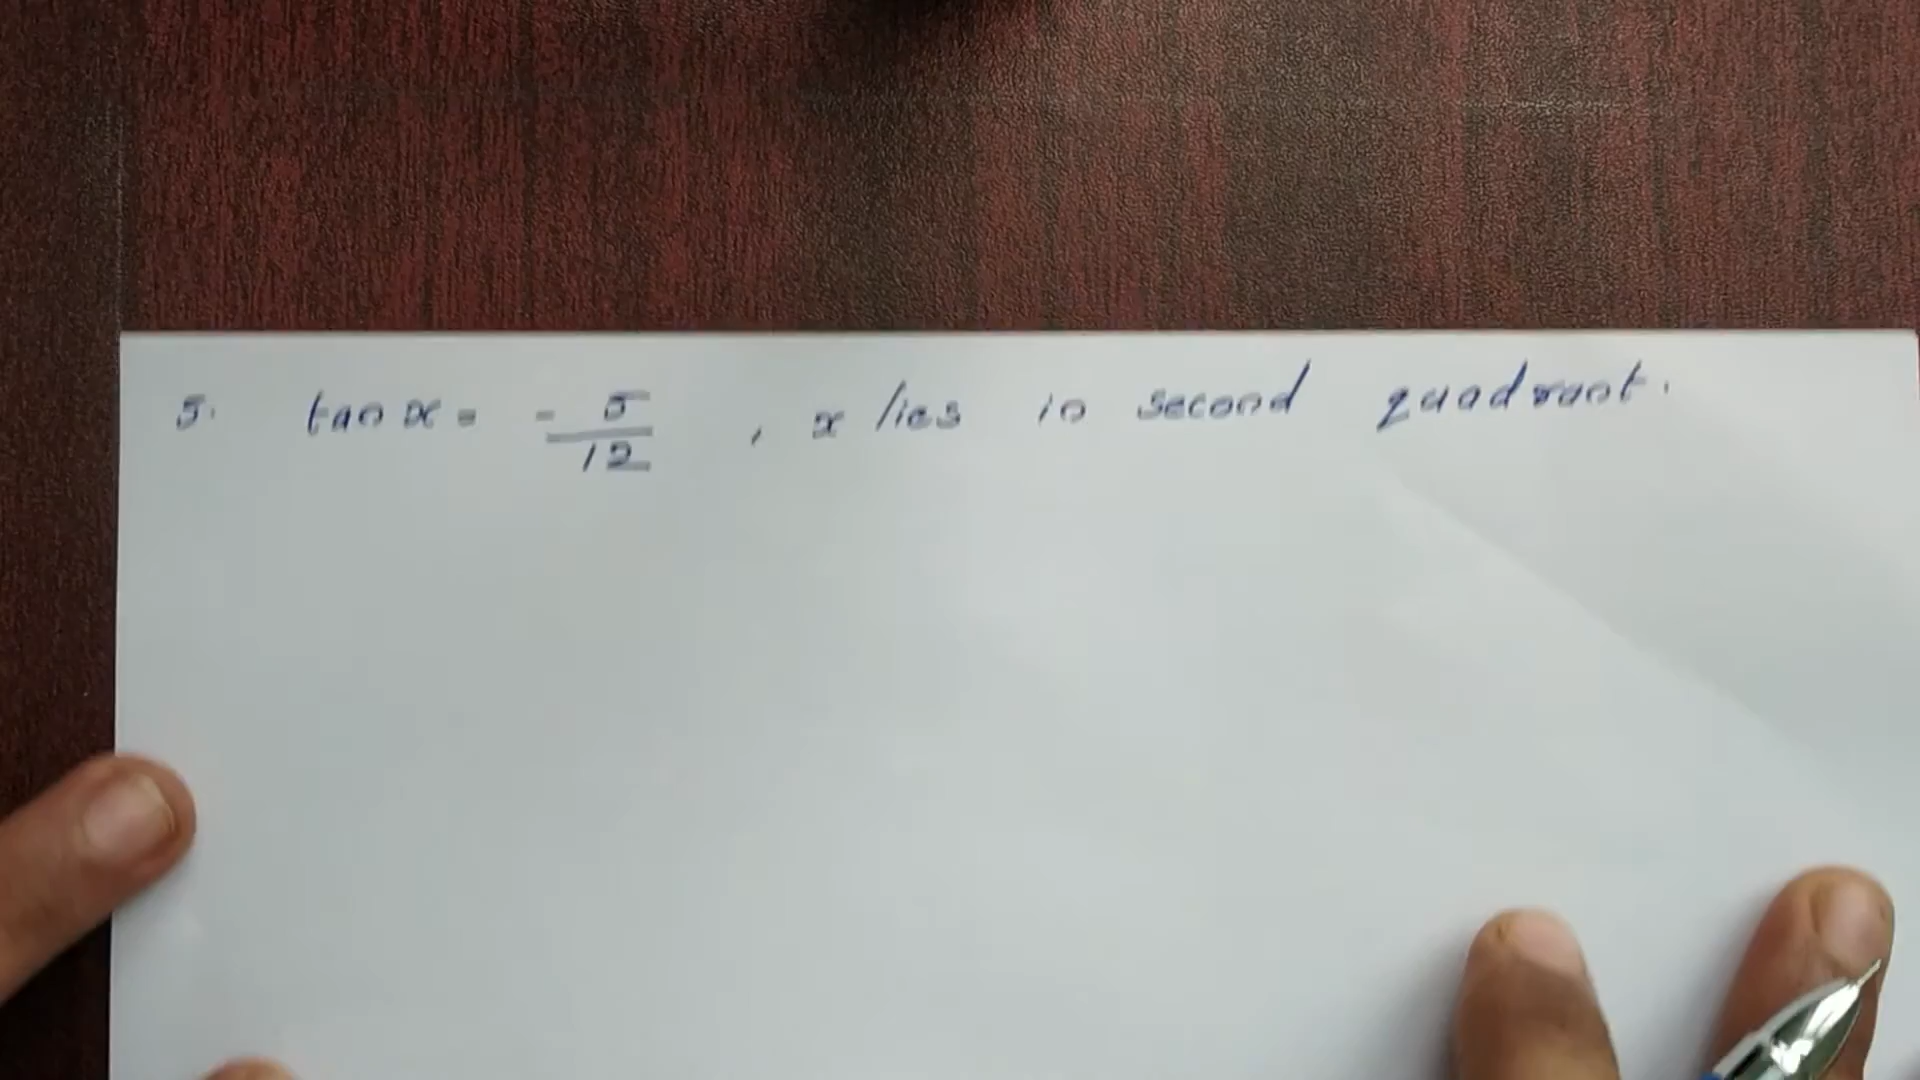 5. tan x = -5/12 , x lies in second quadrant.